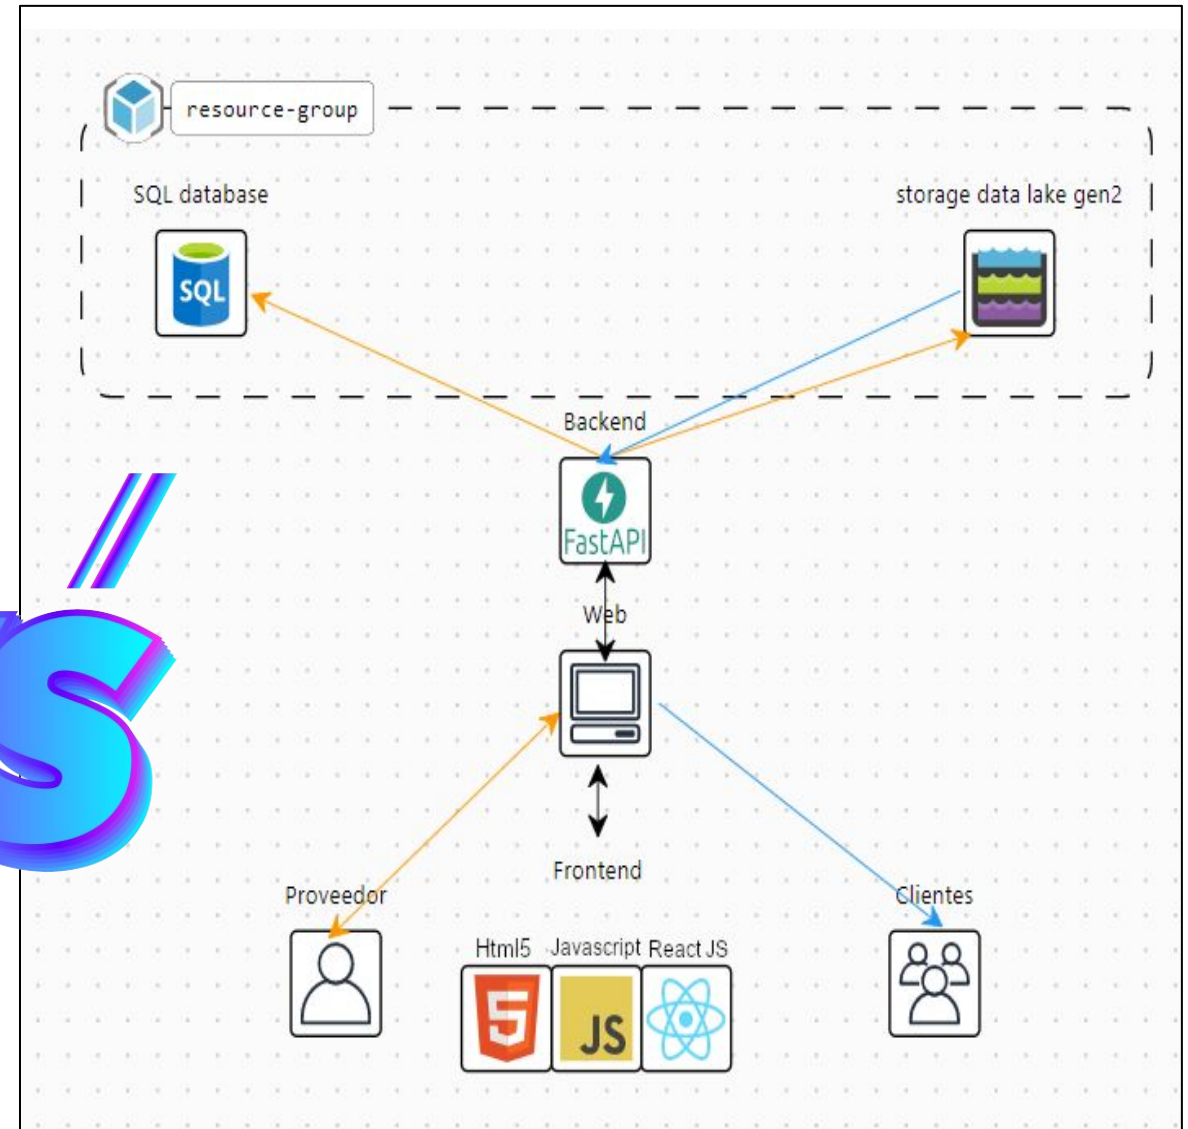 resource-group
SQL database
storage data lake gen2
SQL
Backend
FastAPI
Web
Frontend
Proveedor
Clientes
Html5
Javascript
React JS
5
JS
S